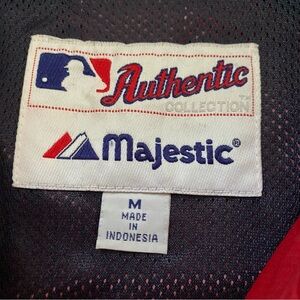 Authentic
COLLECTION
Majestic®
M
MADE
IN
INDONESIA